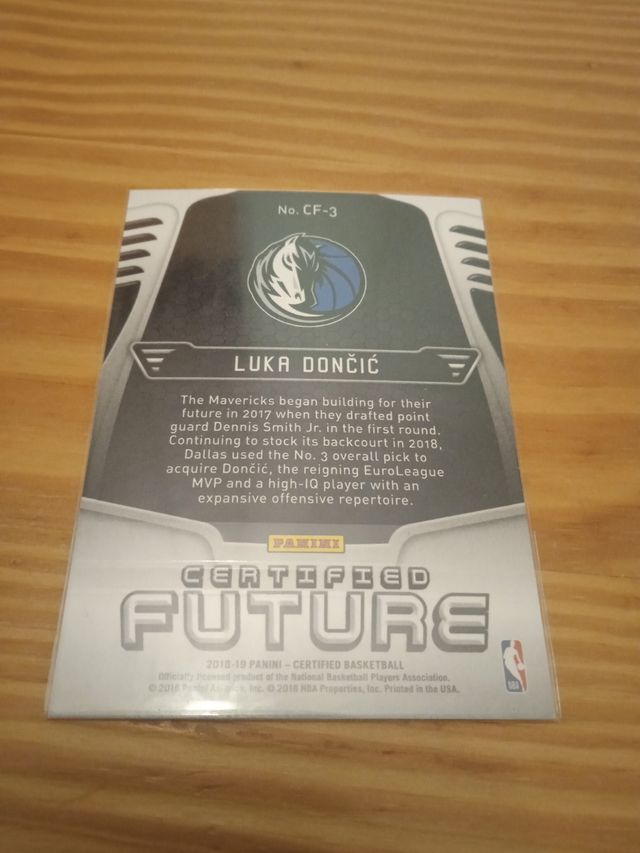 No. CF-3
LUKA DONČIĆ
The Mavericks began building for their
future in 2017 when they drafted point
guard Dennis Smith Jr. in the first round.
Continuing to stock its backcourt in 2018,
Dallas used the No. 3 overall pick to
acquire Dončić, the reigning EuroLeague
MVP and a high-IQ player with an
expansive offensive repertoire.
PANINI
CERTIFIED
FUTURE
2018-19 PANINI – CERTIFIED BASKETBALL
Officially licensed product of the National Basketball Players Association.
© 2018 Panini America, Inc. © 2018 NBA Properties, Inc. Printed in the USA.
NBA